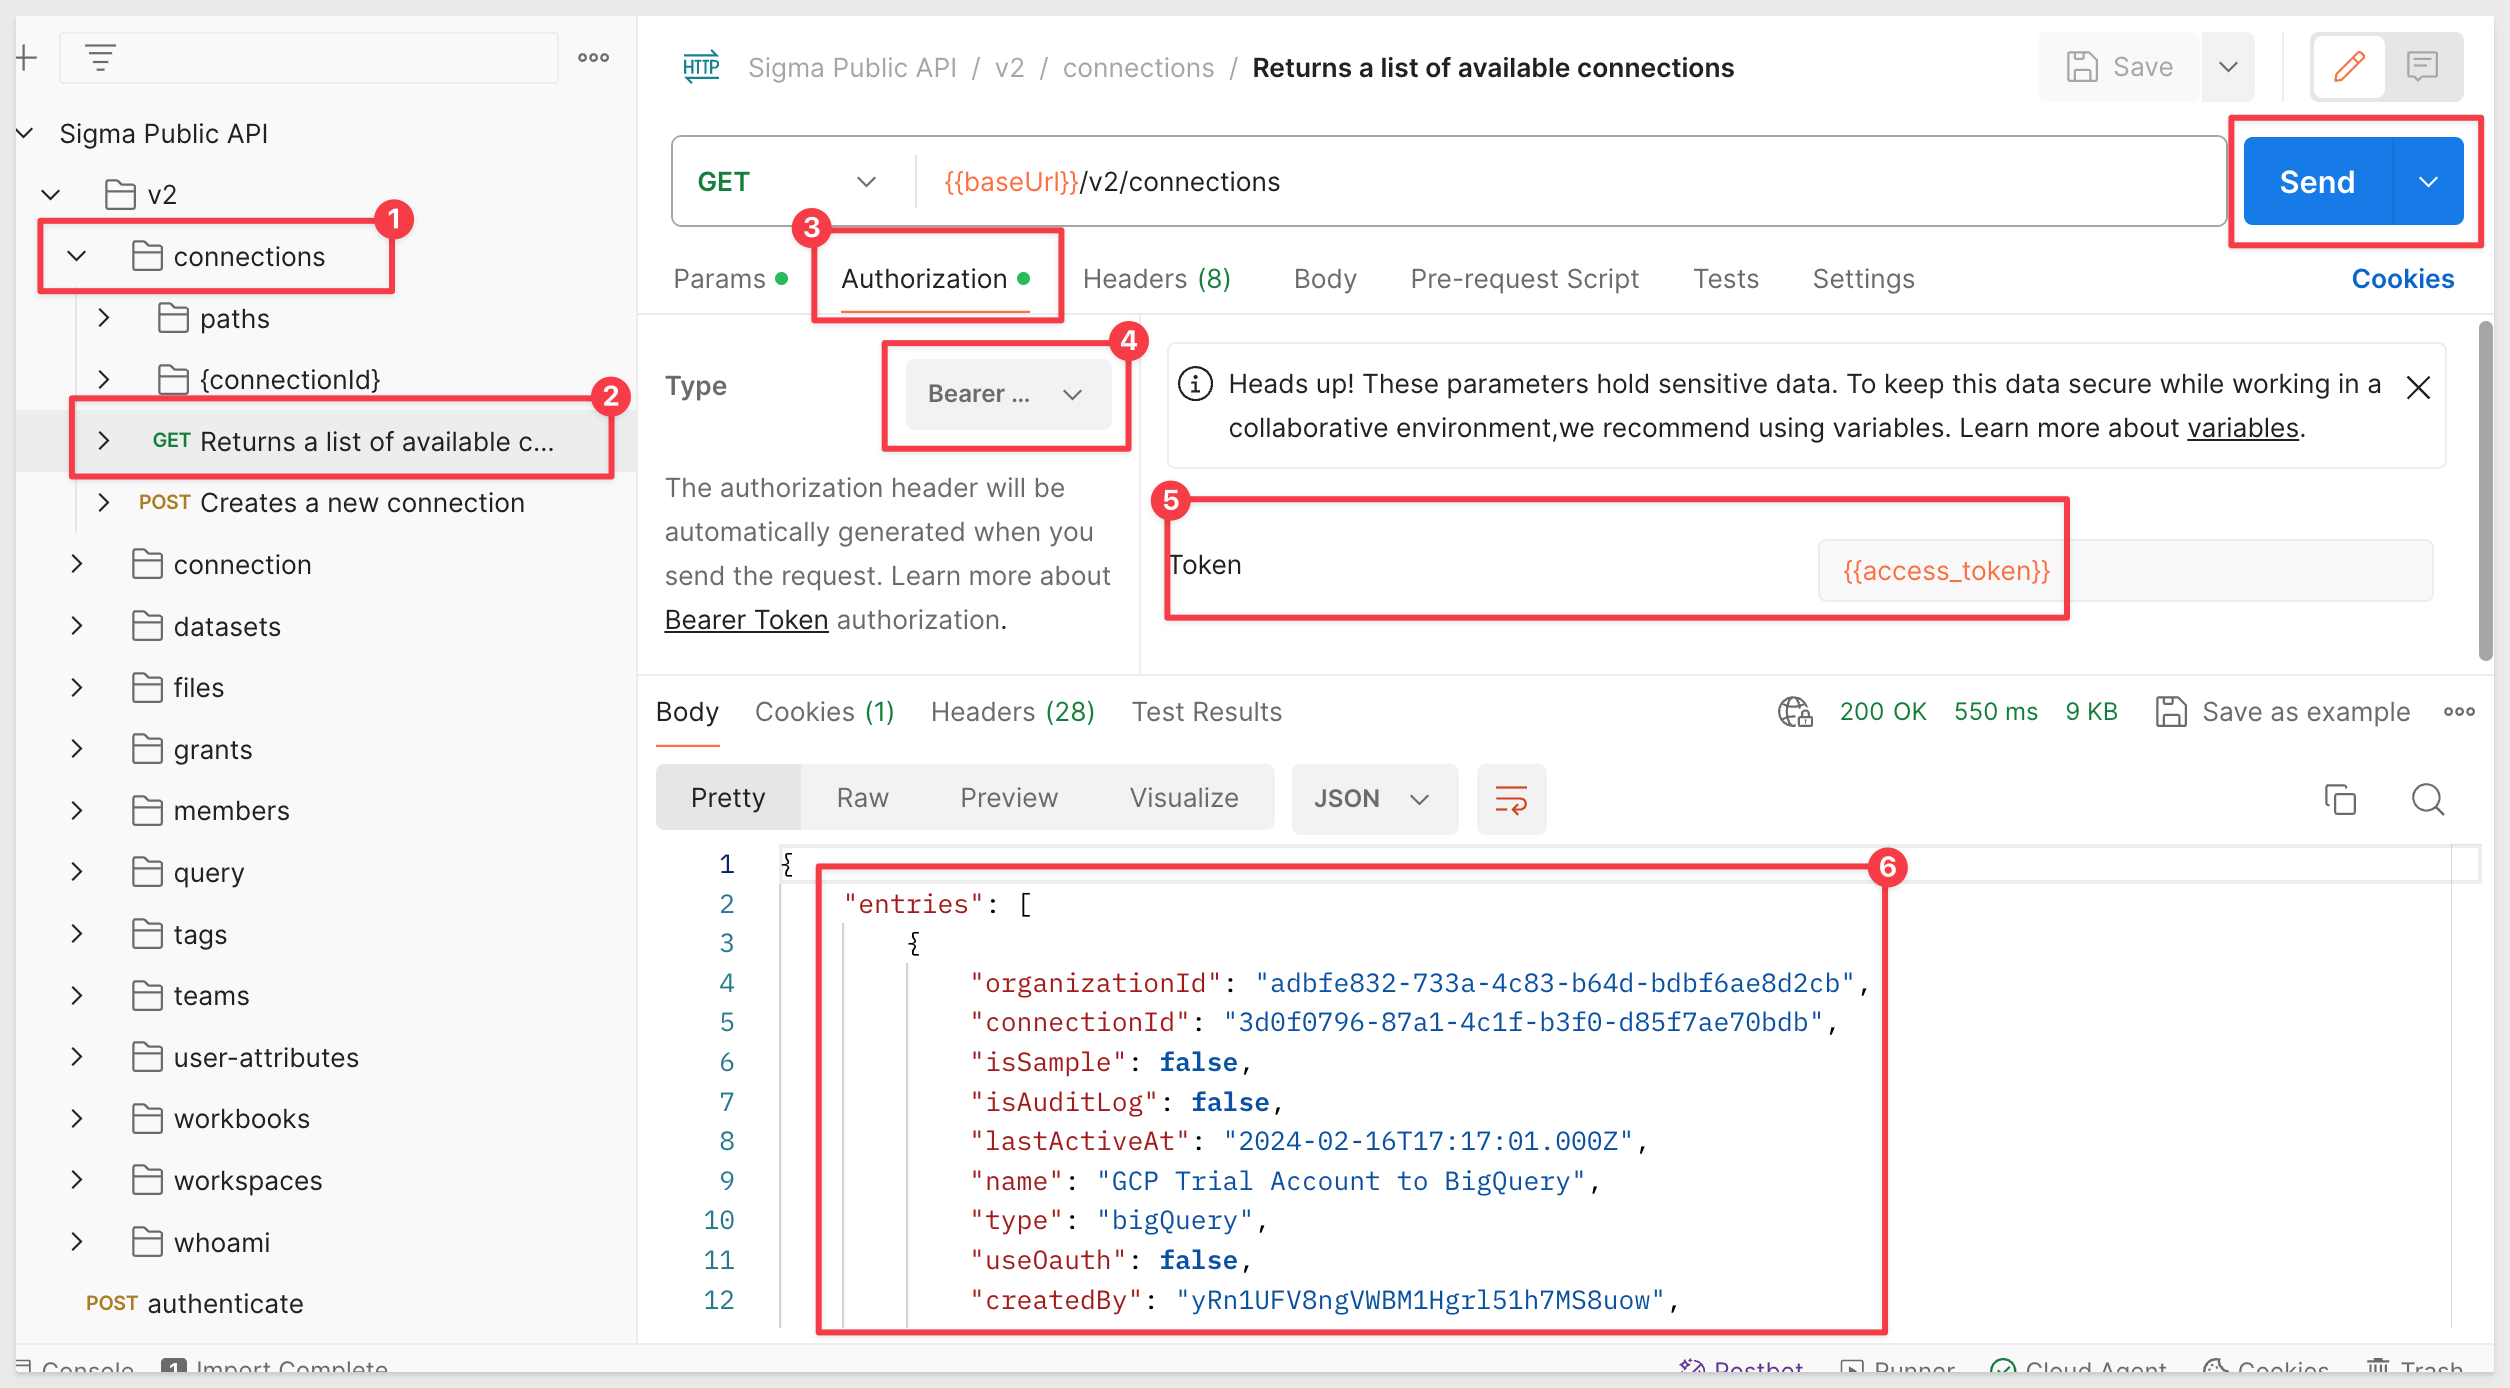 Sigma Public API
v2
1
connections
paths
{connectionId}
2
GET Returns a list of available c...
POST Creates a new connection
connection
datasets
files
grants
members
query
tags
teams
user-attributes
workbooks
workspaces
whoami
POST authenticate
HTTP Sigma Public API / v2 / connections / Returns a list of available connections
Save
GET {{baseUrl}}/v2/connections
Send
3
Params Authorization Headers (8) Body Pre-request Script Tests Settings Cookies
4
Type Bearer ...
The authorization header will be
automatically generated when you
send the request. Learn more about
Bearer Token authorization.
Heads up! These parameters hold sensitive data. To keep this data secure while working in a
collaborative environment,we recommend using variables. Learn more about variables.
5
Token {{access_token}}
Body Cookies (1) Headers (28) Test Results 200 OK 550 ms 9 KB Save as example
Pretty Raw Preview Visualize JSON
6
1 {
2 "entries": [
3 {
4 "organizationId": "adbfe832-733a-4c83-b64d-bdbf6ae8d2cb",
5 "connectionId": "3d0f0796-87a1-4c1f-b3f0-d85f7ae70bdb",
6 "isSample": false,
7 "isAuditLog": false,
8 "lastActiveAt": "2024-02-16T17:17:01.000Z",
9 "name": "GCP Trial Account to BigQuery",
10 "type": "bigQuery",
11 "useOauth": false,
12 "createdBy": "yRn1UFV8ngVWBM1Hgrl51h7MS8uow",
Console 1 Import Complete Postbot Runner Cloud Agent Cookies Trash